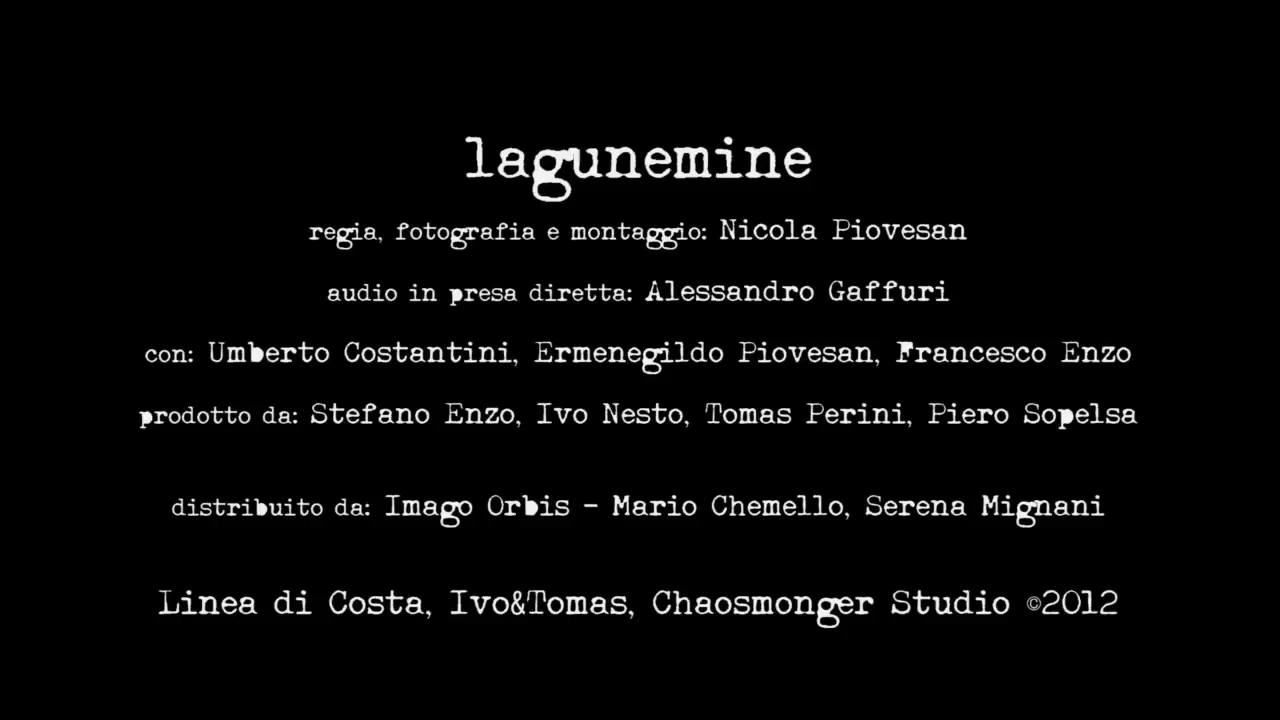 lagunemine
regia, fotografia e montaggio: Nicola Piovesan
audio in presa diretta: Alessandro Gaffuri
con: Umberto Costantini, Ermenegildo Piovesan, Francesco Enzo
prodotto da: Stefano Enzo, Ivo Nesto, Tomas Perini, Piero Sopelsa
distribuito da: Imago Orbis - Mario Chemello, Serena Mignani
Linea di Costa, Ivo&Tomas, Chaosmonger Studio ©2012